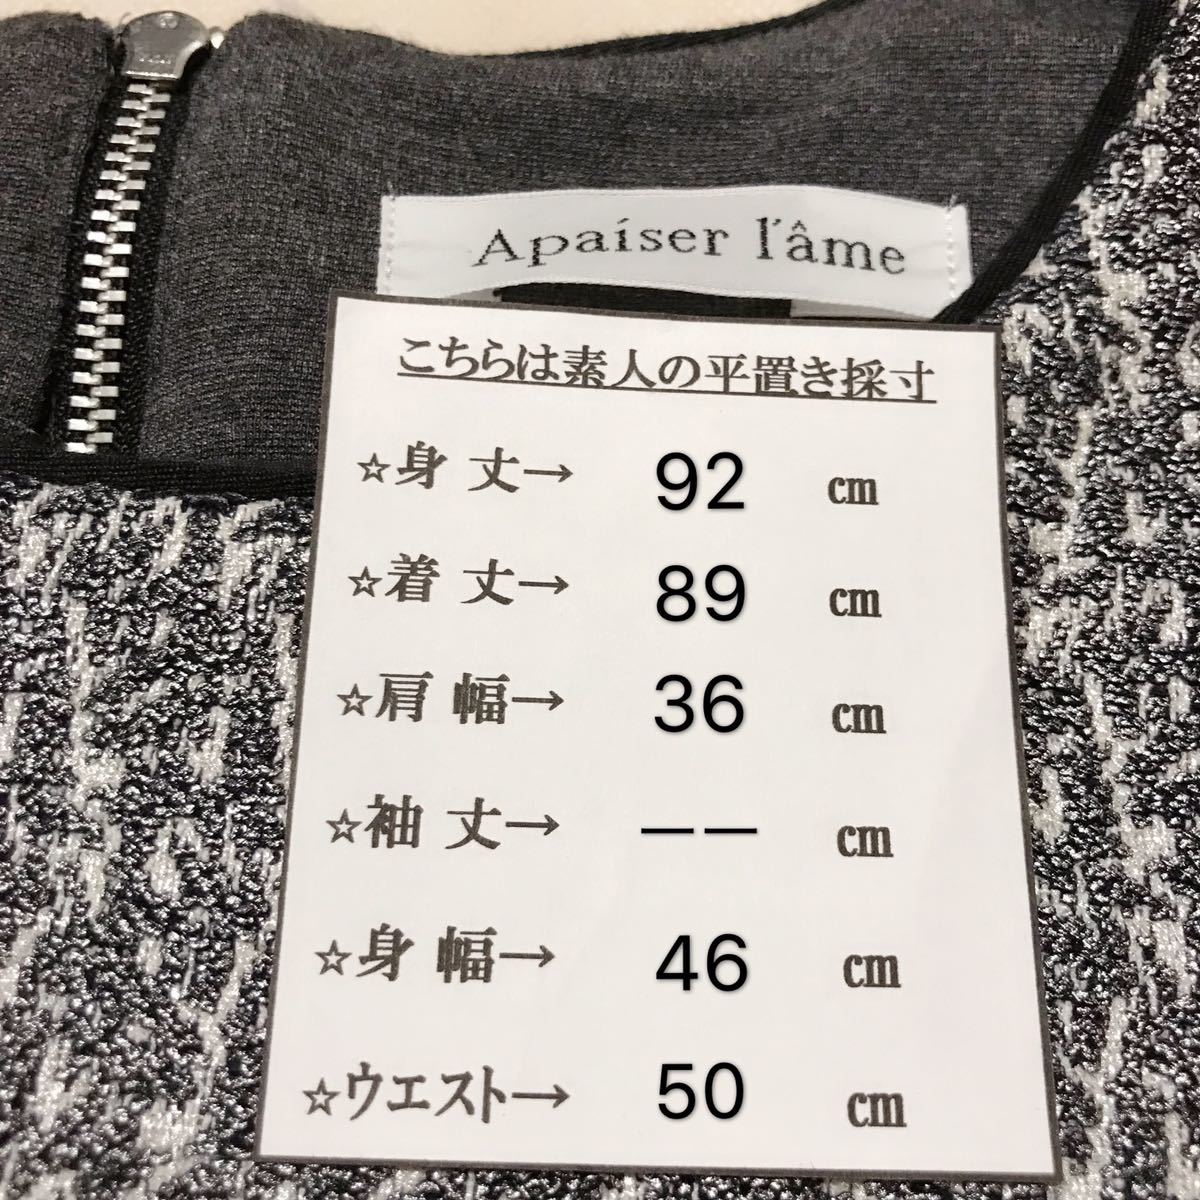 Apaiser l'âme
こちらは素人の平置き採寸
☆身 丈→ 92 ㎝
☆着 丈→ 89 ㎝
☆肩 幅→ 36 ㎝
☆袖 丈→ −− ㎝
☆身 幅→ 46 ㎝
☆ウエスト→ 50 ㎝